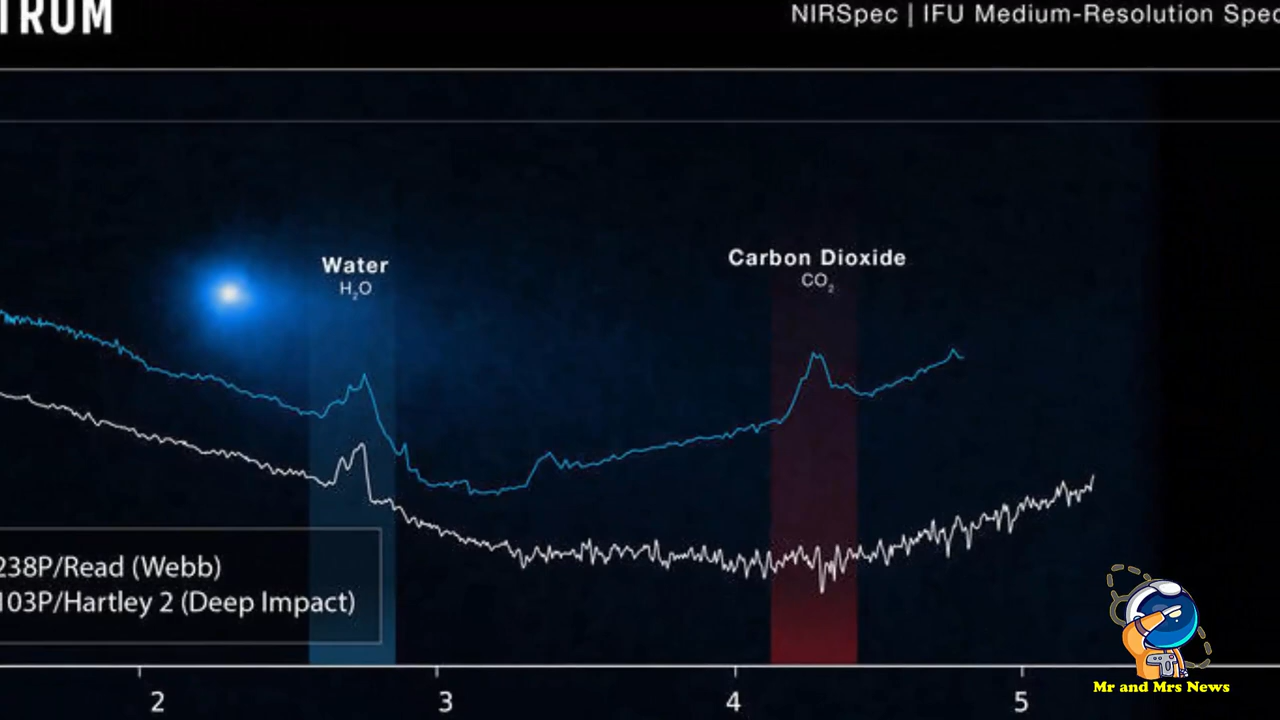 TRUM
NIRSpec | IFU Medium-Resolution Spec
Water
H₂O
Carbon Dioxide
CO₂
238P/Read (Webb)
103P/Hartley 2 (Deep Impact)
2 3 4 5
Mr and Mrs News